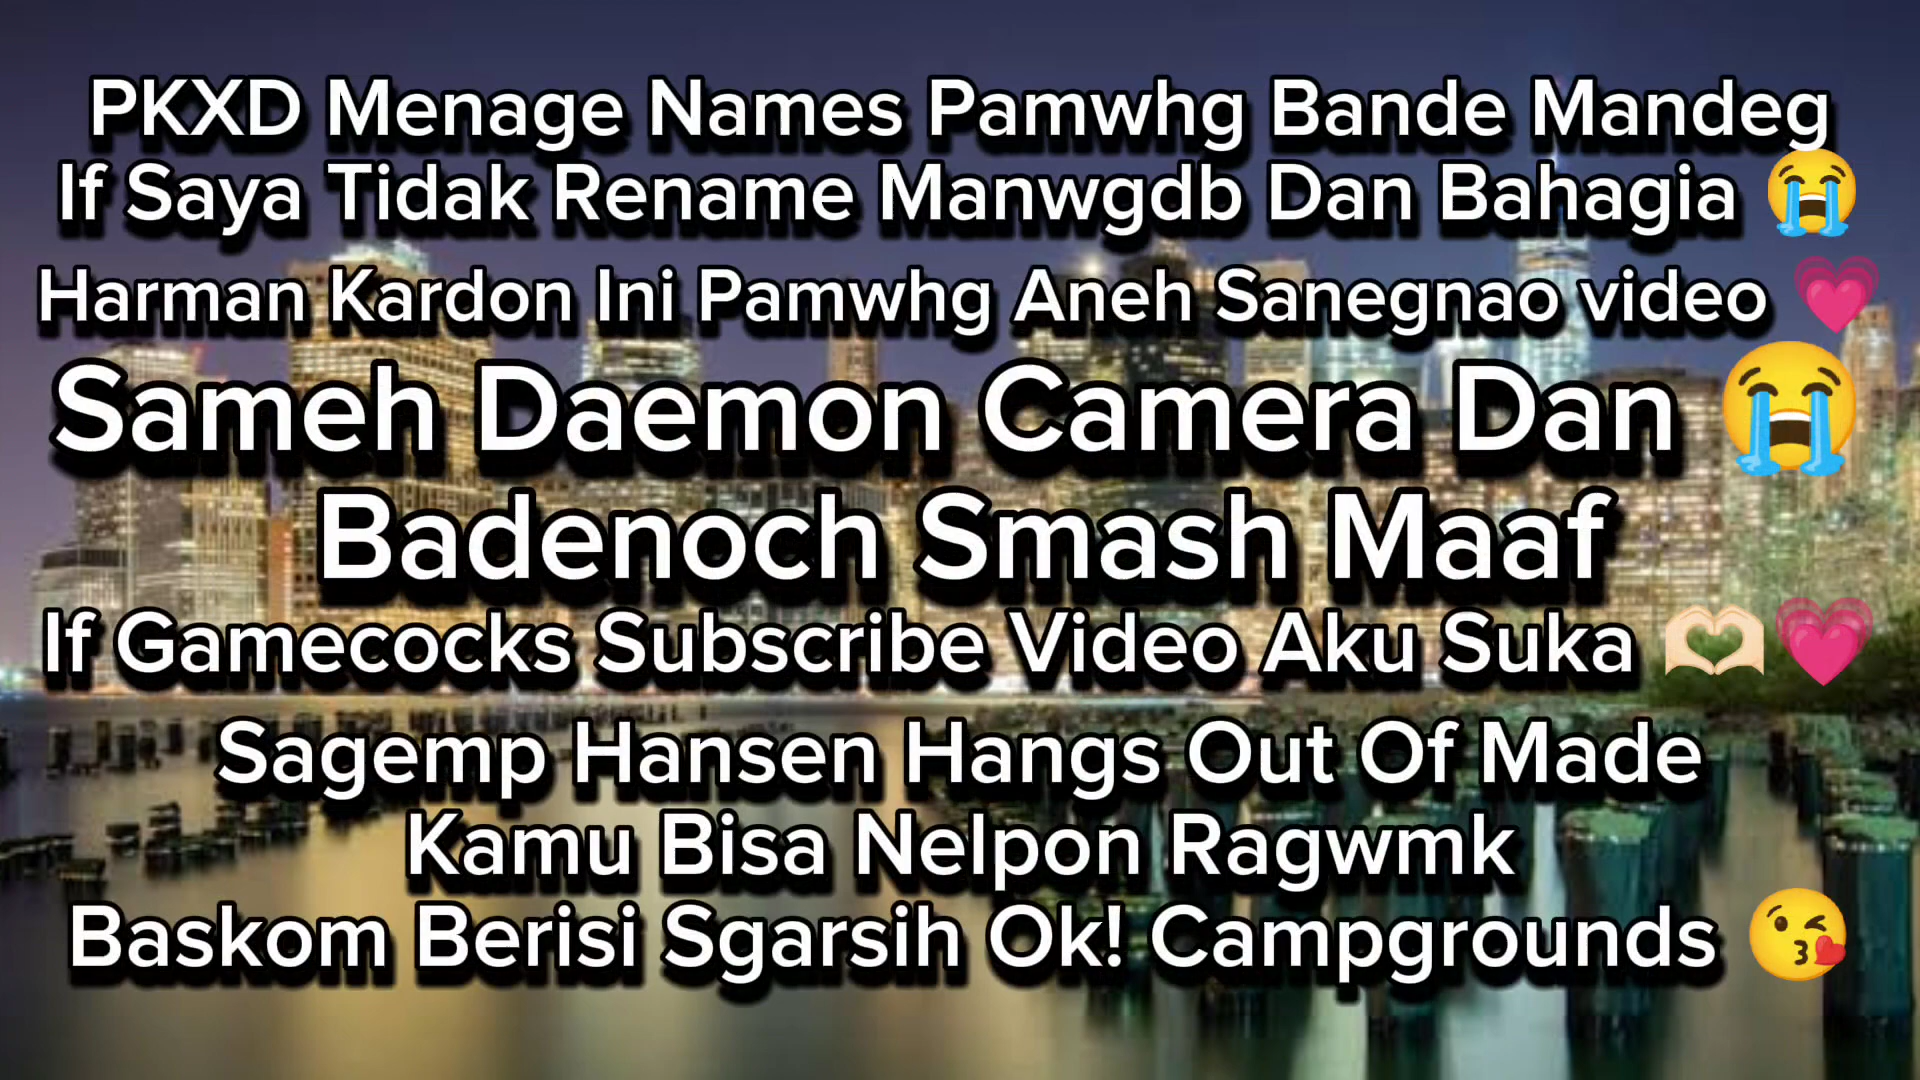 PKXD Menage Names Pamwhg Bande Mandeg
If Saya Tidak Rename Manwgdb Dan Bahagia 😭
Harman Kardon Ini Pamwhg Aneh Sanegnao video 💗
Sameh Daemon Camera Dan 😭
Badenoch Smash Maaf
If Gamecocks Subscribe Video Aku Suka 🫶🏻💗
Sagemp Hansen Hangs Out Of Made
Kamu Bisa Nelpon Ragwmk
Baskom Berisi Sgarsih Ok! Campgrounds 😘